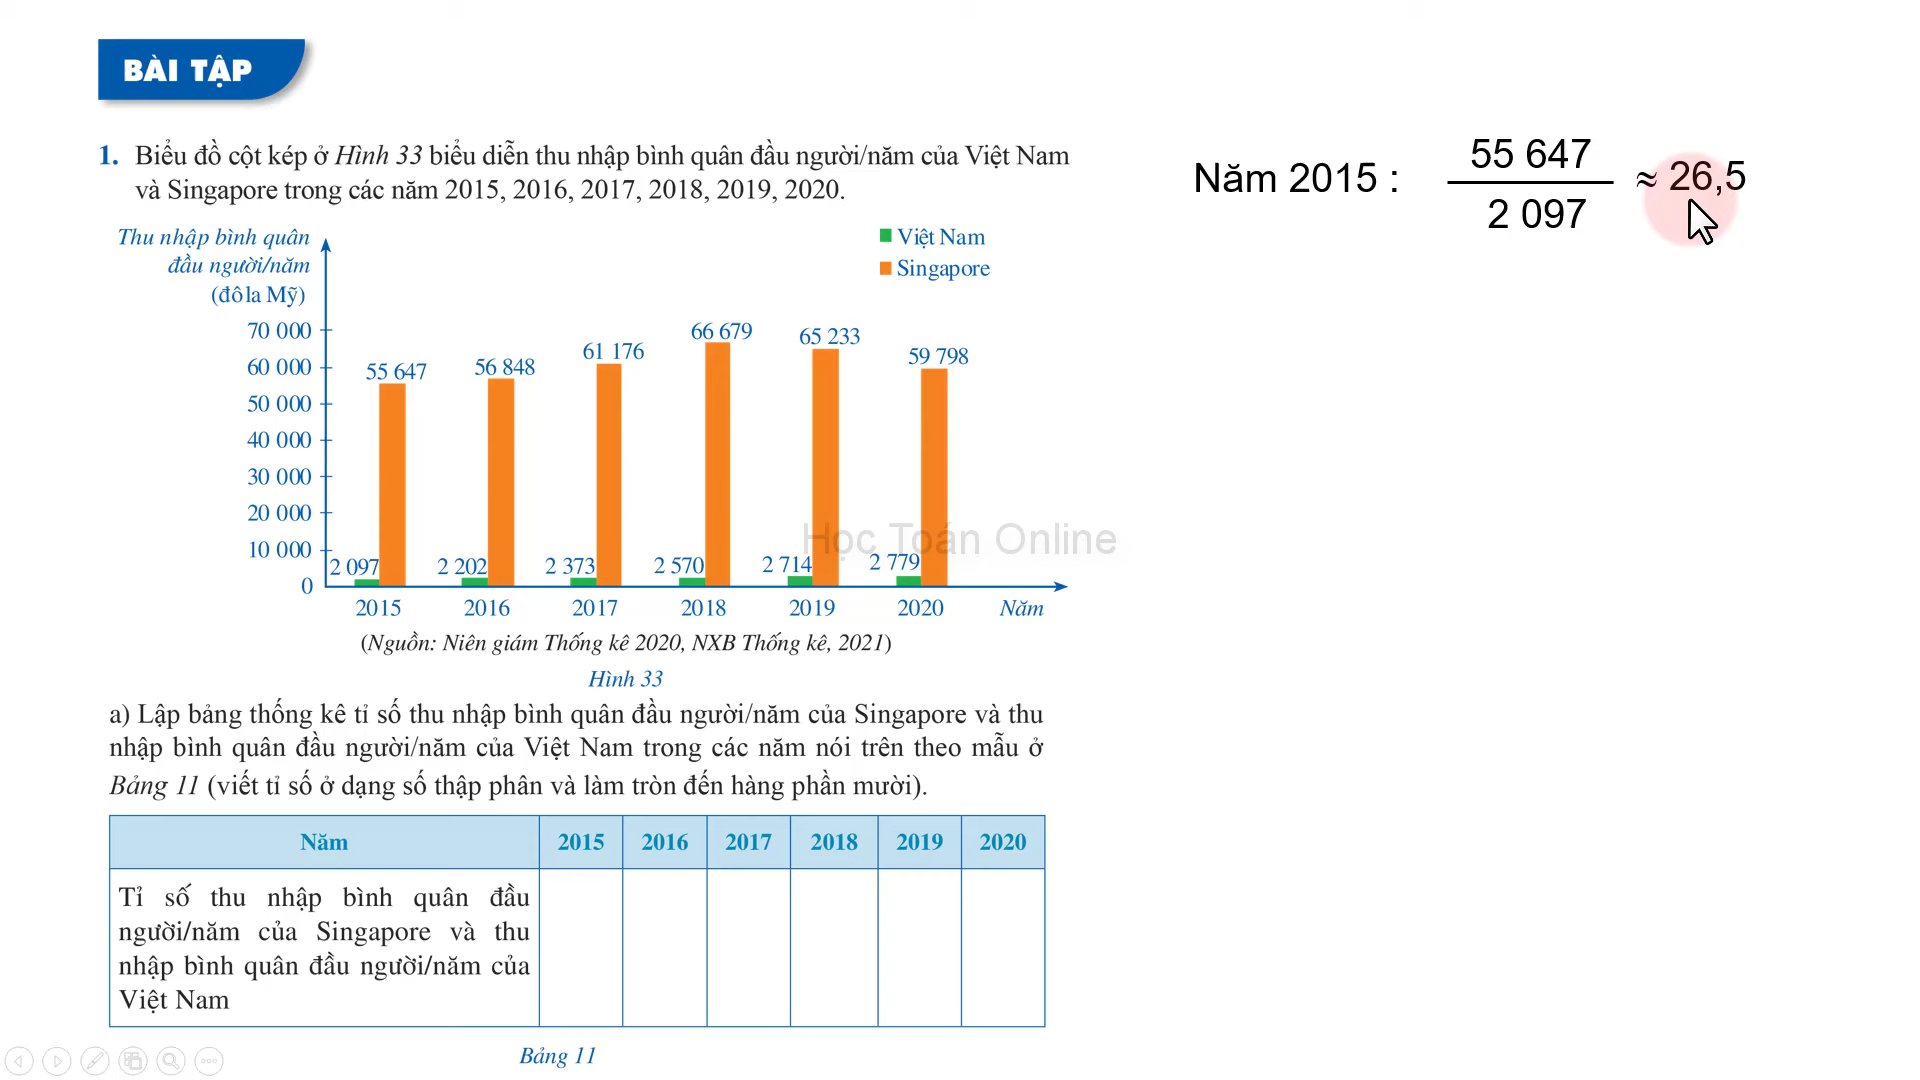 BÀI TẬP
1. Biểu đồ cột kép ở Hình 33 biểu diễn thu nhập bình quân đầu người/năm của Việt Nam
và Singapore trong các năm 2015, 2016, 2017, 2018, 2019, 2020.
Thu nhập bình quân
đầu người/năm
(đô la Mỹ)
Việt Nam
Singapore
70 000
60 000
50 000
40 000
30 000
20 000
10 000
0
55 647
56 848
61 176
66 679
65 233
59 798
2 097
2 202
2 373
2 570
2 714
2 779
2015 2016 2017 2018 2019 2020 Năm
(Nguồn: Niên giám Thống kê 2020, NXB Thống kê, 2021)
Hình 33
a) Lập bảng thống kê tỉ số thu nhập bình quân đầu người/năm của Singapore và thu
nhập bình quân đầu người/năm của Việt Nam trong các năm nói trên theo mẫu ở
Bảng 11 (viết tỉ số ở dạng số thập phân và làm tròn đến hàng phần mười).
Năm 2015 2016 2017 2018 2019 2020
Tỉ số thu nhập bình quân đầu
người/năm của Singapore và thu
nhập bình quân đầu người/năm của
Việt Nam
Bảng 11
Năm 2015 :
55 647
2 097
≈ 26,5
Học Toán Online